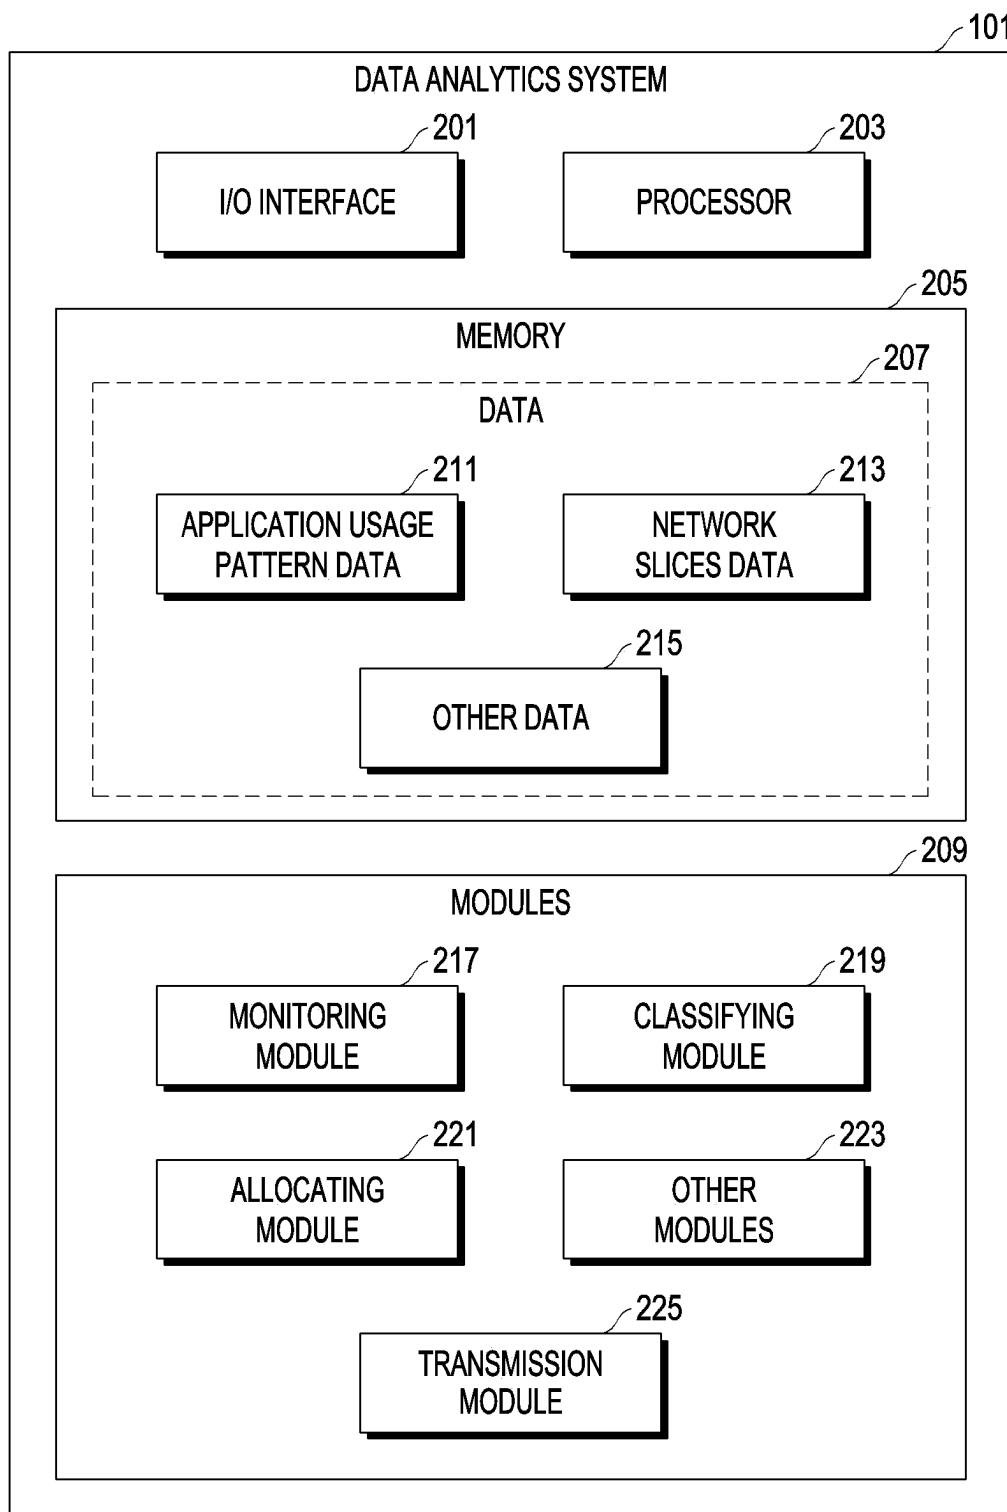 101
DATA ANALYTICS SYSTEM
201
203
I/O INTERFACE
PROCESSOR
205
MEMORY
207
DATA
211
213
APPLICATION USAGE
PATTERN DATA
NETWORK
SLICES DATA
215
OTHER DATA
209
MODULES
217
219
MONITORING
MODULE
CLASSIFYING
MODULE
221
223
ALLOCATING
MODULE
OTHER
MODULES
225
TRANSMISSION
MODULE